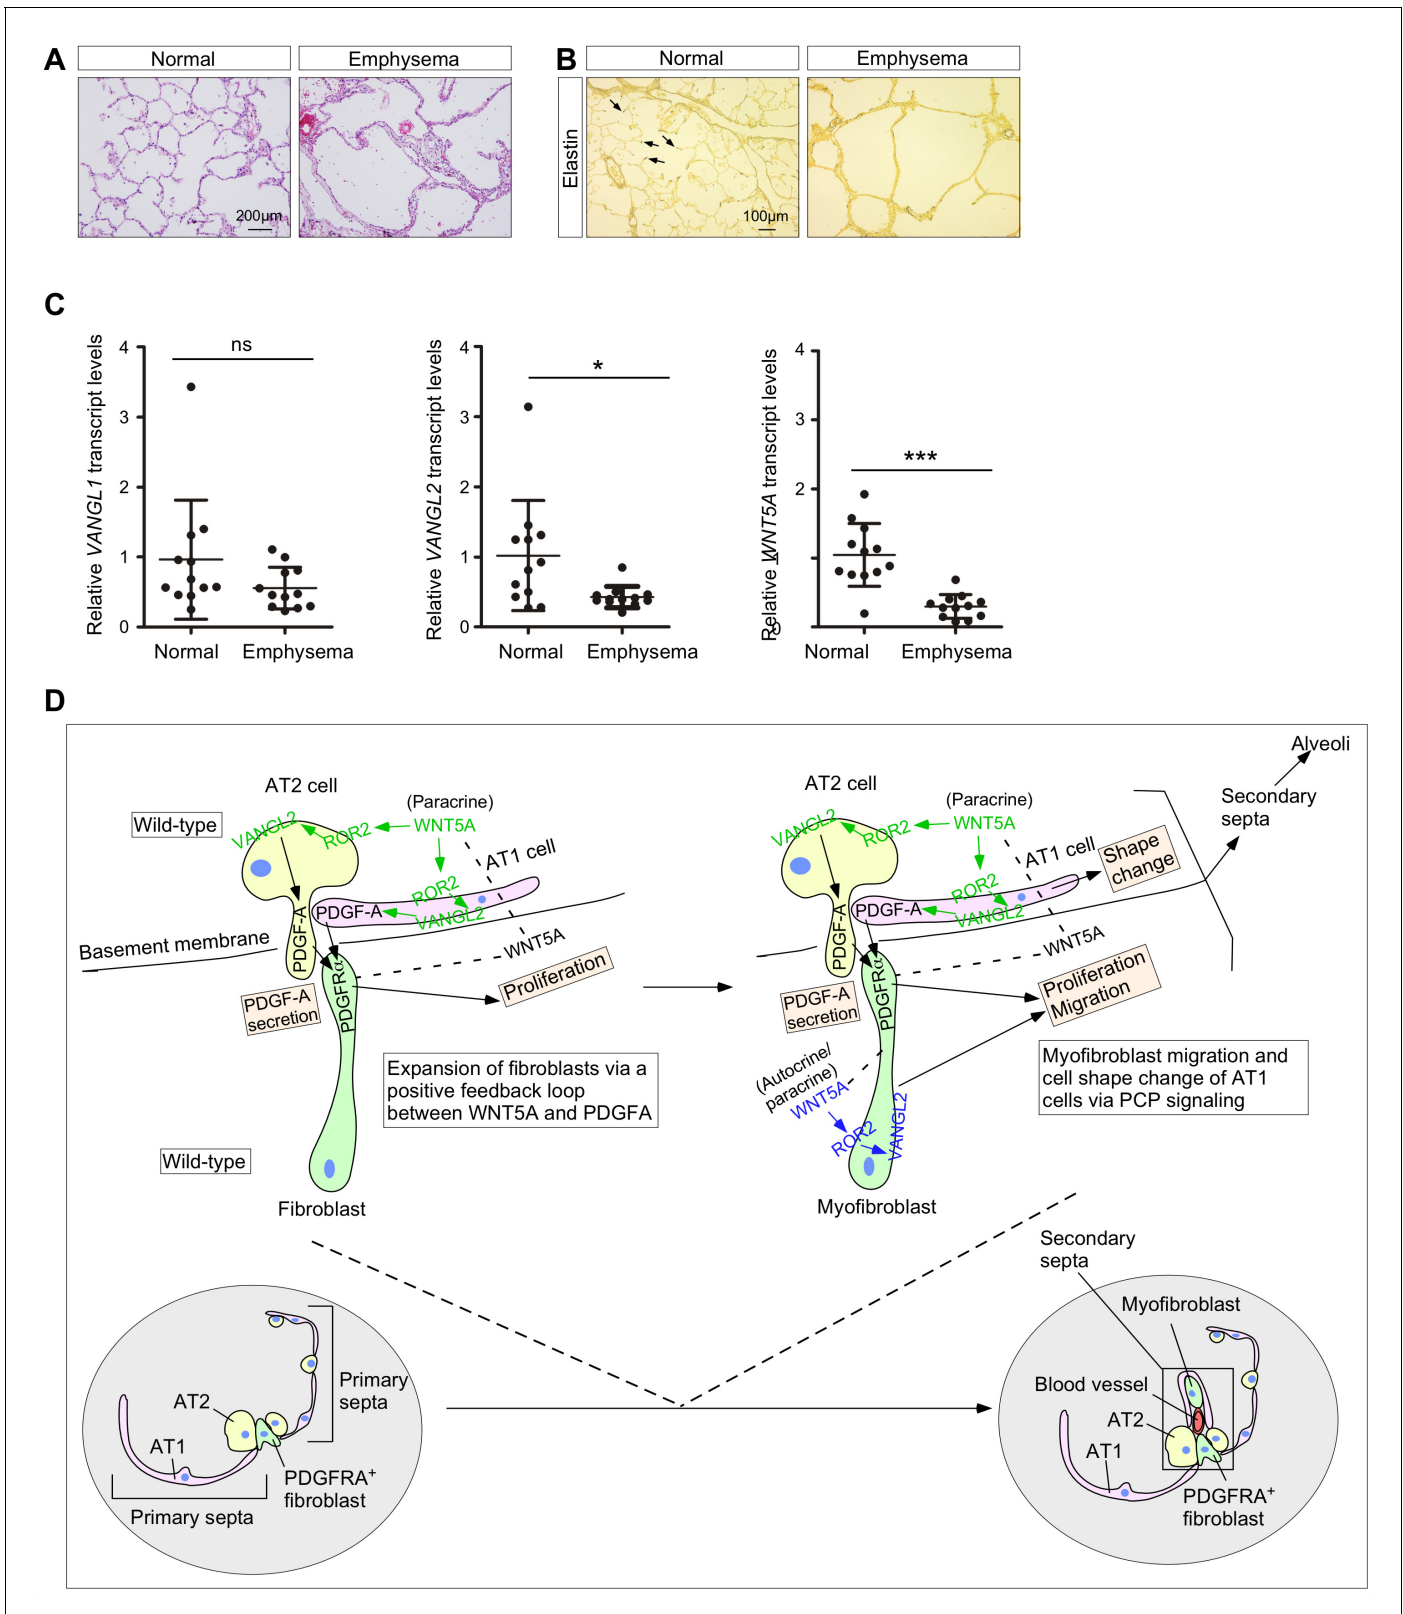 A
Normal
Emphysema
200µm
B
Normal
Emphysema
Elastin
100µm
C
Relative VANGL1 transcript levels
4
3
2
1
0
ns
Normal
Emphysema
Relative VANGL2 transcript levels
4
3
2
1
0
*
Normal
Emphysema
Relative WNT5A transcript levels
4
3
2
1
0
***
Normal
Emphysema
D
AT2 cell
Wild-type
VANGL2
ROR2
(Paracrine)
WNT5A
AT1 cell
ROR2
VANGL2
PDGF-A
PDGF-A
Basement membrane
WNT5A
PDGFRα
PDGF-A
secretion
Proliferation
Expansion of fibroblasts via a
positive feedback loop
between WNT5A and PDGFA
Wild-type
Fibroblast
AT2 cell
VANGL2
ROR2
(Paracrine)
WNT5A
AT1 cell
Shape
change
ROR2
VANGL2
PDGF-A
PDGF-A
WNT5A
PDGFRα
PDGF-A
secretion
Proliferation
Migration
(Autocrine/
paracrine)
WNT5A
ROR2
VANGL2
Myofibroblast migration and
cell shape change of AT1
cells via PCP signaling
Myofibroblast
Alveoli
Secondary
septa
Primary
septa
AT2
AT1
PDGFRA+
fibroblast
Primary septa
Secondary
septa
Myofibroblast
Blood vessel
AT2
AT1
PDGFRA+
fibroblast